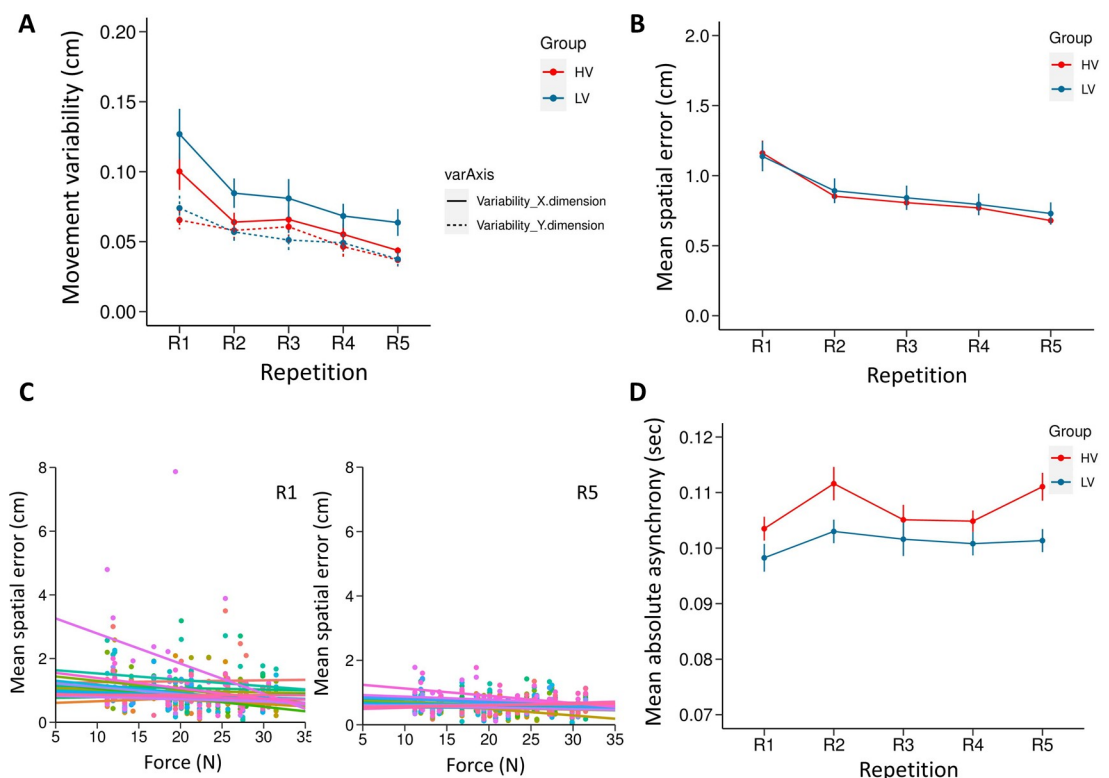 A
Movement variability (cm)
0.20
0.15
0.10
0.05
0.00
R1 R2 R3 R4 R5
Repetition
Group
HV
LV
varAxis
Variability_X.dimension
Variability_Y.dimension
B
Mean spatial error (cm)
2.0
1.5
1.0
0.5
0.0
R1 R2 R3 R4 R5
Repetition
Group
HV
LV
C
Mean spatial error (cm)
8
6
4
2
0
5 10 15 20 25 30 35
Force (N)
R1
Mean spatial error (cm)
8
6
4
2
0
5 10 15 20 25 30 35
Force (N)
R5
D
Mean absolute asynchrony (sec)
0.12
0.11
0.10
0.09
0.08
0.07
R1 R2 R3 R4 R5
Repetition
Group
HV
LV